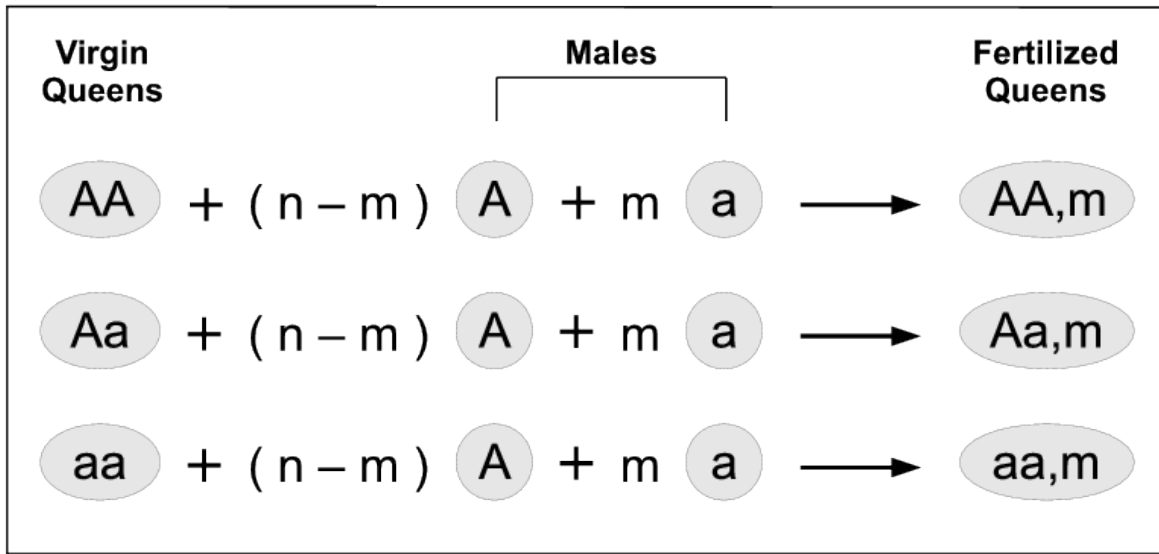 Virgin Queens Males Fertilized Queens
AA + ( n – m ) A + m a AA,m
Aa + ( n – m ) A + m a Aa,m
aa + ( n – m ) A + m a aa,m